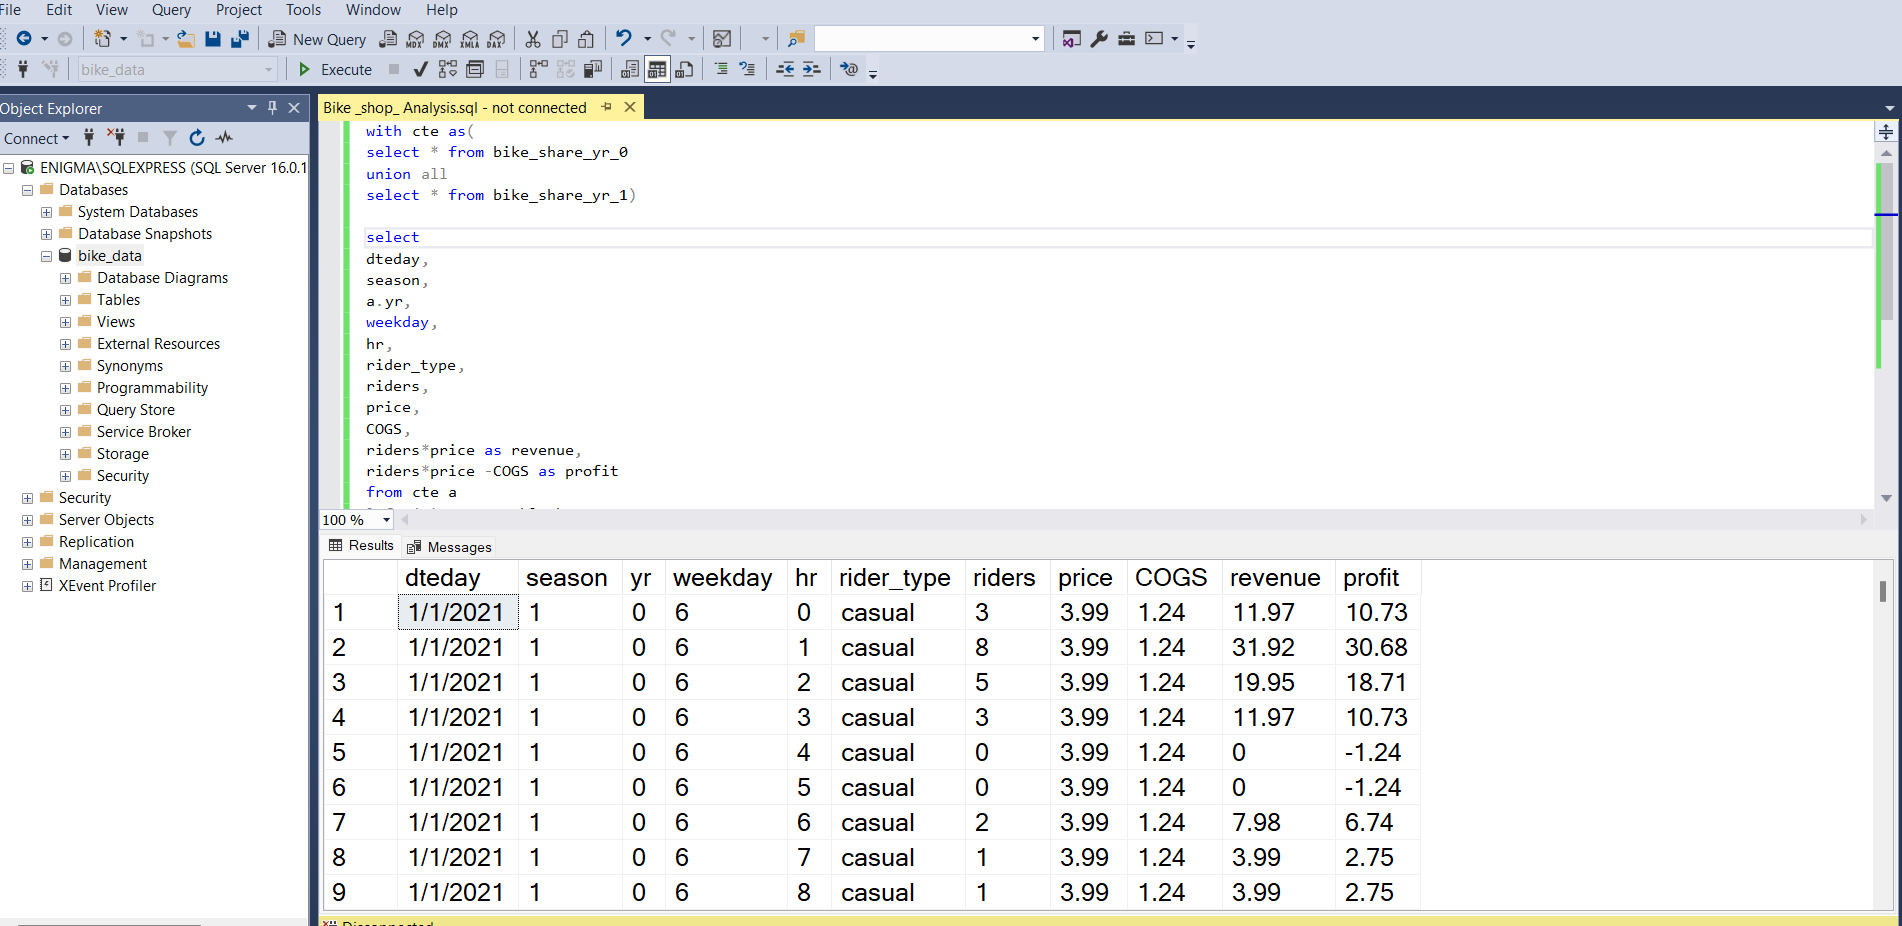 File Edit View Query Project Tools Window Help
New Query MDX DMX XMLA DAX
bike_data Execute
Object Explorer
Connect
ENIGMA\SQLEXPRESS (SQL Server 16.0.1
Databases
System Databases
Database Snapshots
bike_data
Database Diagrams
Tables
Views
External Resources
Synonyms
Programmability
Query Store
Service Broker
Storage
Security
Security
Server Objects
Replication
Management
XEvent Profiler
Bike _shop_ Analysis.sql - not connected
with cte as(
select * from bike_share_yr_0
union all
select * from bike_share_yr_1)
select
dteday,
season,
a.yr,
weekday,
hr,
rider_type,
riders,
price,
COGS,
riders*price as revenue,
riders*price -COGS as profit
from cte a
100 %
Results Messages
dteday season yr weekday hr rider_type riders price COGS revenue profit
1 1/1/2021 1 0 6 0 casual 3 3.99 1.24 11.97 10.73
2 1/1/2021 1 0 6 1 casual 8 3.99 1.24 31.92 30.68
3 1/1/2021 1 0 6 2 casual 5 3.99 1.24 19.95 18.71
4 1/1/2021 1 0 6 3 casual 3 3.99 1.24 11.97 10.73
5 1/1/2021 1 0 6 4 casual 0 3.99 1.24 0 -1.24
6 1/1/2021 1 0 6 5 casual 0 3.99 1.24 0 -1.24
7 1/1/2021 1 0 6 6 casual 2 3.99 1.24 7.98 6.74
8 1/1/2021 1 0 6 7 casual 1 3.99 1.24 3.99 2.75
9 1/1/2021 1 0 6 8 casual 1 3.99 1.24 3.99 2.75
Disconnected